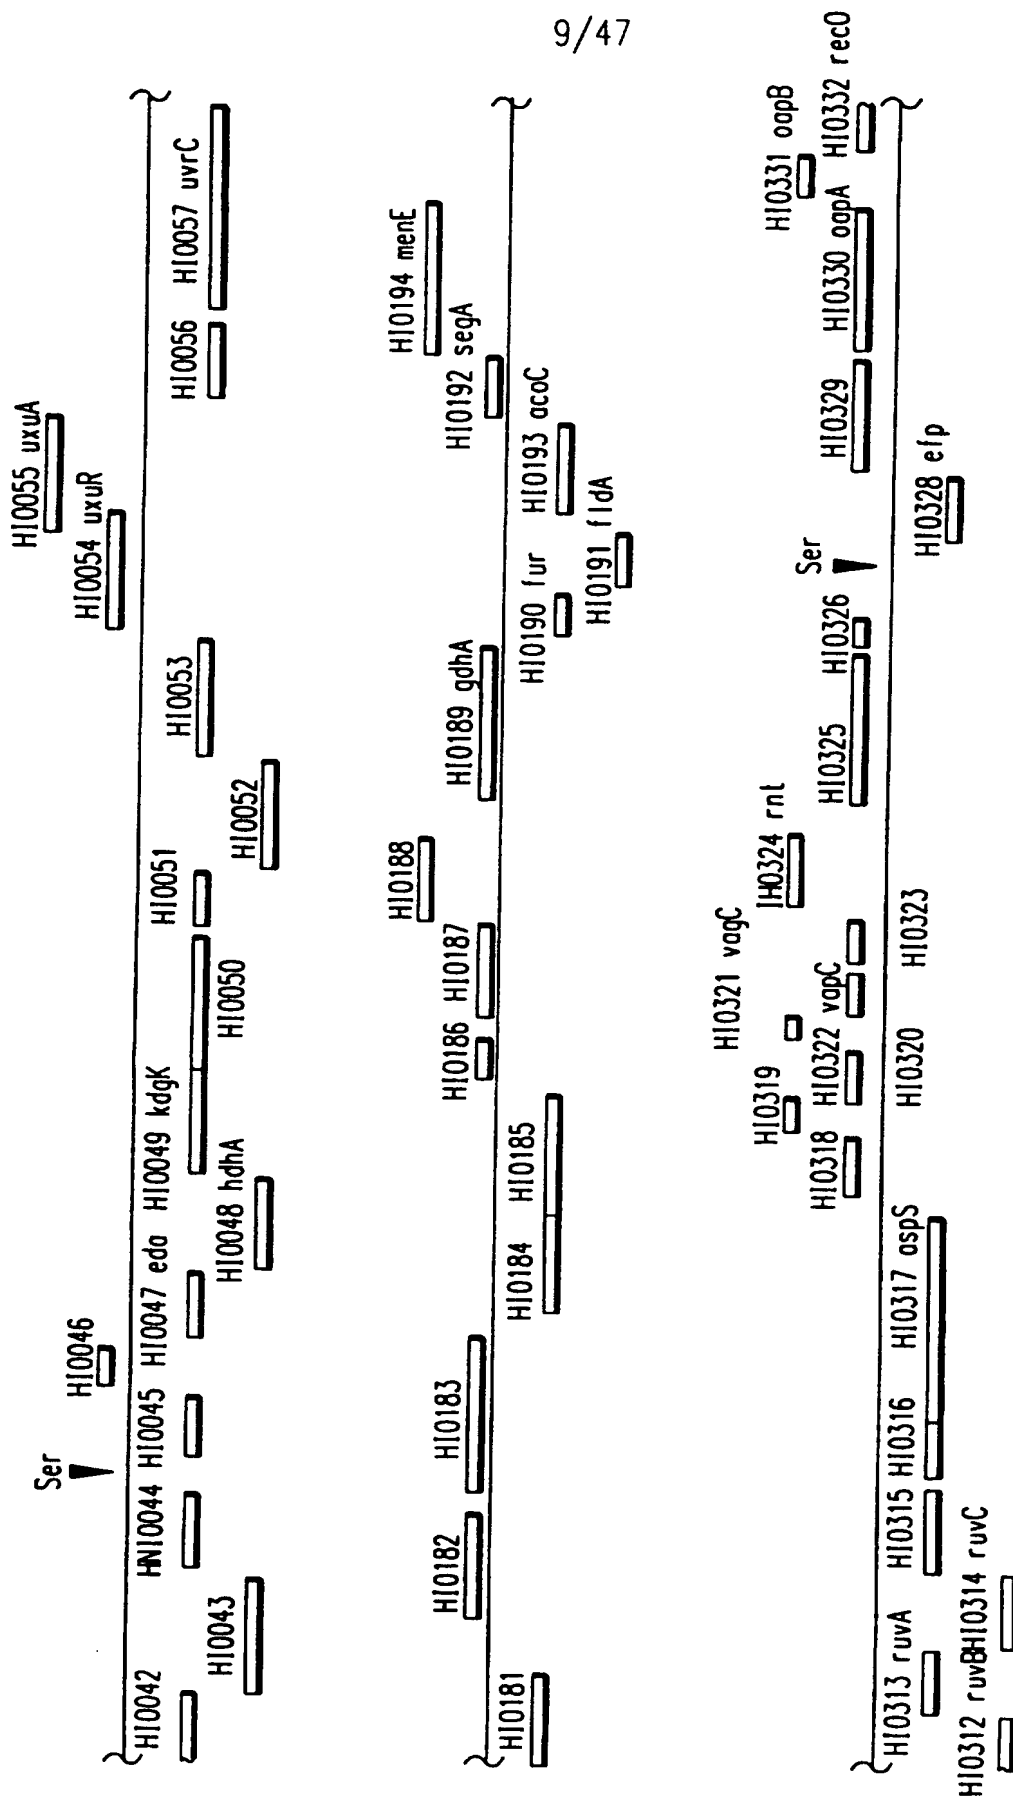 9/47
HI0042
HI0043
HNI0044
Ser
HI0045
HI0046
HI0047 eda
HI0048 hdhA
HI0049 kdgK
HI0050
HI0051
HI0052
HI0053
HI0054 uxuR
HI0055 uxuA
HI0056
HI0057 uvrC
HI0181
HI0182
HI0183
HI0184
HI0185
HI0186
HI0187
HI0188
HI0189 gdhA
HI0190 fur
HI0191 fldA
HI0193 acoC
HI0192 seqA
HI0194 menE
HI0312 ruvB
HI0313 ruvA
HI0314 ruvC
HI0315
HI0316
HI0317 aspS
HI0318
HI0319
HI0320
HI0322 vapC
HI0321 vagC
HI0323
IH0324 rnt
HI0325
HI0326
Ser
HI0328 efp
HI0329
HI0330 oapA
HI0331 oapB
HI0332 recO